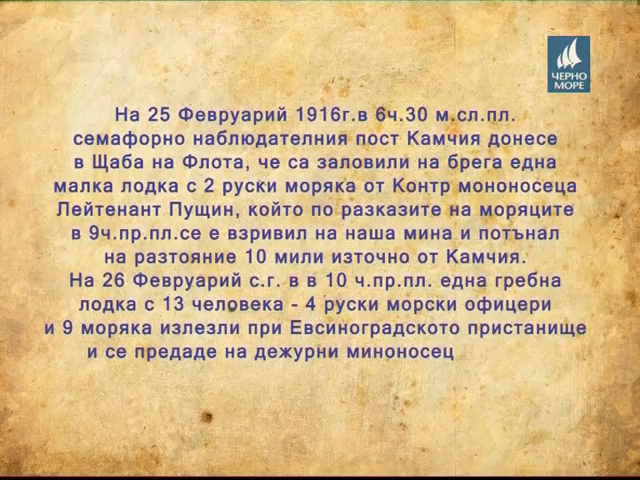 ЧЕРНО
МОРЕ
На 25 Февруарий 1916г.в 6ч.30 м.сл.пл.
семафорно наблюдателния пост Камчия донесе
в Щаба на Флота, че са заловили на брега една
малка лодка с 2 руски моряка от Контр мононосеца
Лейтенант Пущин, който по разказите на моряците
в 9ч.пр.пл.се е взривил на наша мина и потънал
на разтояние 10 мили източно от Камчия.
На 26 Февруарий с.г. в в 10 ч.пр.пл. една гребна
лодка с 13 человека - 4 руски морски офицери
и 9 моряка излезли при Евсиноградското пристанище
и се предаде на дежурни миноносец